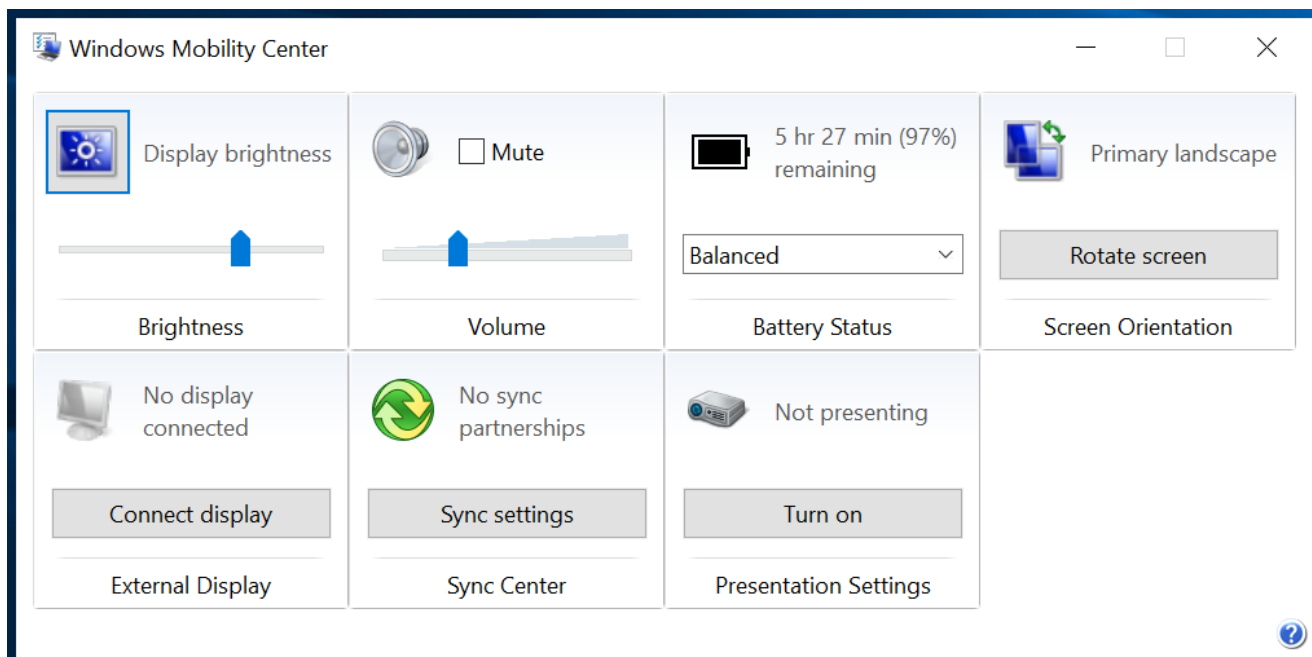 Windows Mobility Center
Display brightness
Brightness
Mute
Volume
5 hr 27 min (97%)
remaining
Balanced
Battery Status
Primary landscape
Rotate screen
Screen Orientation
No display
connected
Connect display
External Display
No sync
partnerships
Sync settings
Sync Center
Not presenting
Turn on
Presentation Settings
?